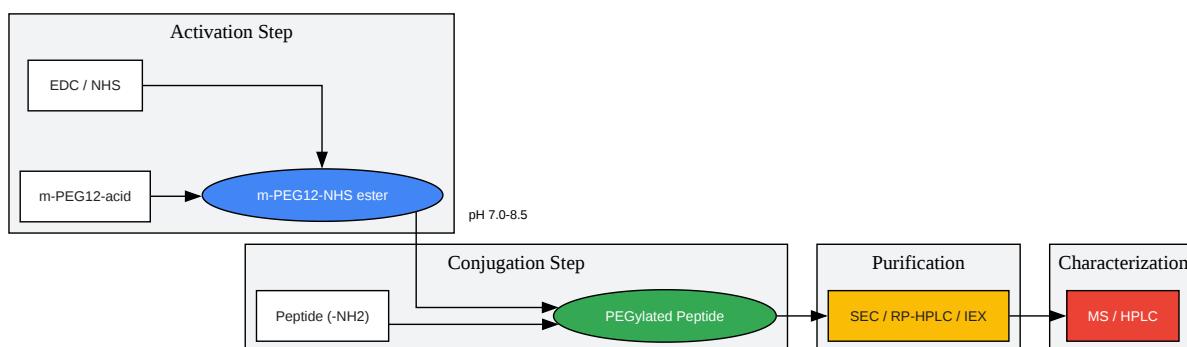 Activation Step
EDC / NHS
m-PEG12-acid
m-PEG12-NHS ester
pH 7.0-8.5
Conjugation Step
Peptide (-NH2)
PEGylated Peptide
Purification
SEC / RP-HPLC / IEX
Characterization
MS / HPLC